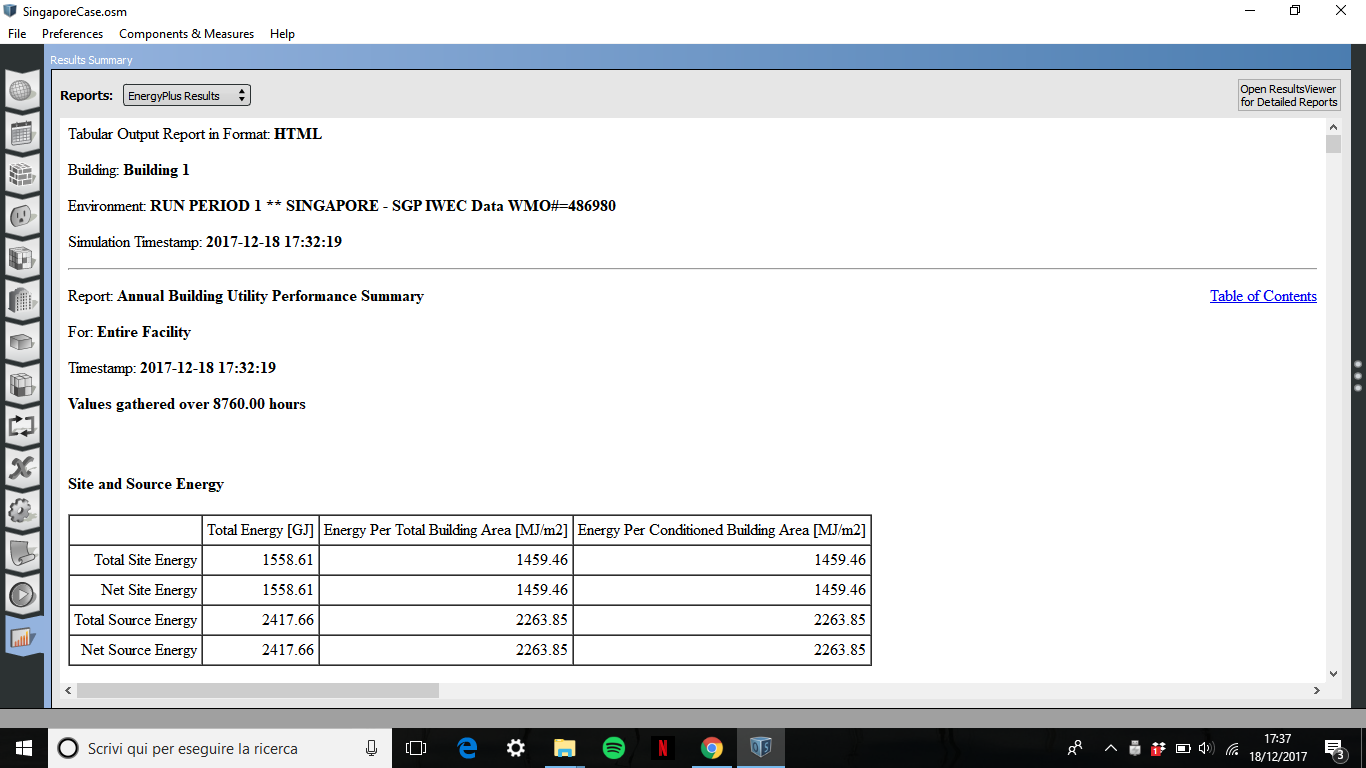 SingaporeCase.osm
File Preferences Components & Measures Help
Results Summary
Reports: EnergyPlus Results
Open ResultsViewer
for Detailed Reports
Tabular Output Report in Format: HTML
Building: Building 1
Environment: RUN PERIOD 1 ** SINGAPORE - SGP IWEC Data WMO#=486980
Simulation Timestamp: 2017-12-18 17:32:19
Report: Annual Building Utility Performance Summary
Table of Contents
For: Entire Facility
Timestamp: 2017-12-18 17:32:19
Values gathered over 8760.00 hours
Site and Source Energy
Total Energy [GJ] Energy Per Total Building Area [MJ/m2] Energy Per Conditioned Building Area [MJ/m2]
Total Site Energy 1558.61 1459.46 1459.46
Net Site Energy 1558.61 1459.46 1459.46
Total Source Energy 2417.66 2263.85 2263.85
Net Source Energy 2417.66 2263.85 2263.85
Scrivi qui per eseguire la ricerca
17:37
18/12/2017
3